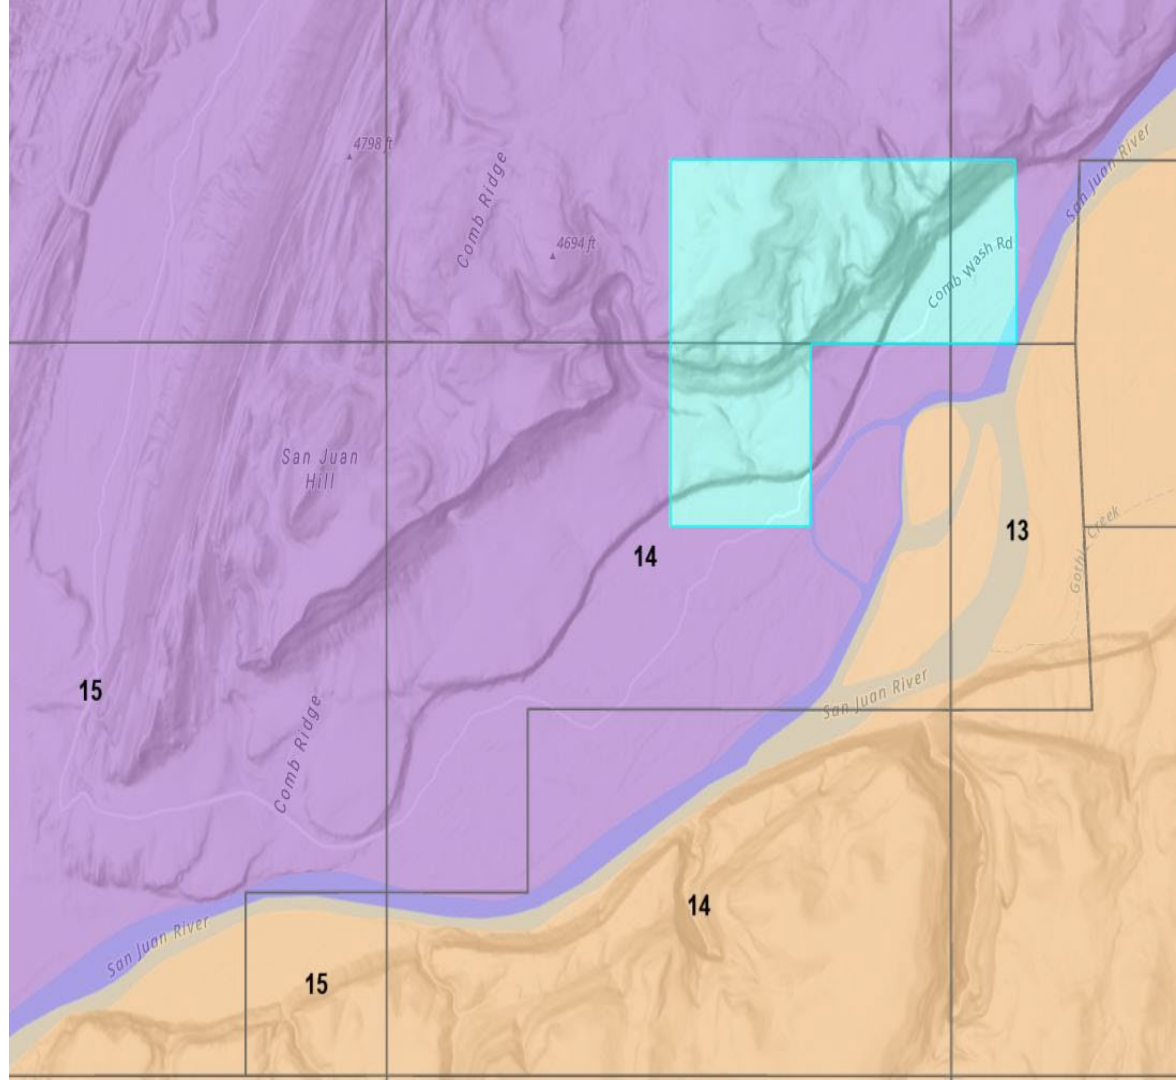 4798 ft
Comb Ridge
4694 ft
San Juan River
Comb Wash Rd
San Juan
Hill
14
13
Gothic Creek
15
San Juan River
Comb Ridge
14
San Juan River
15